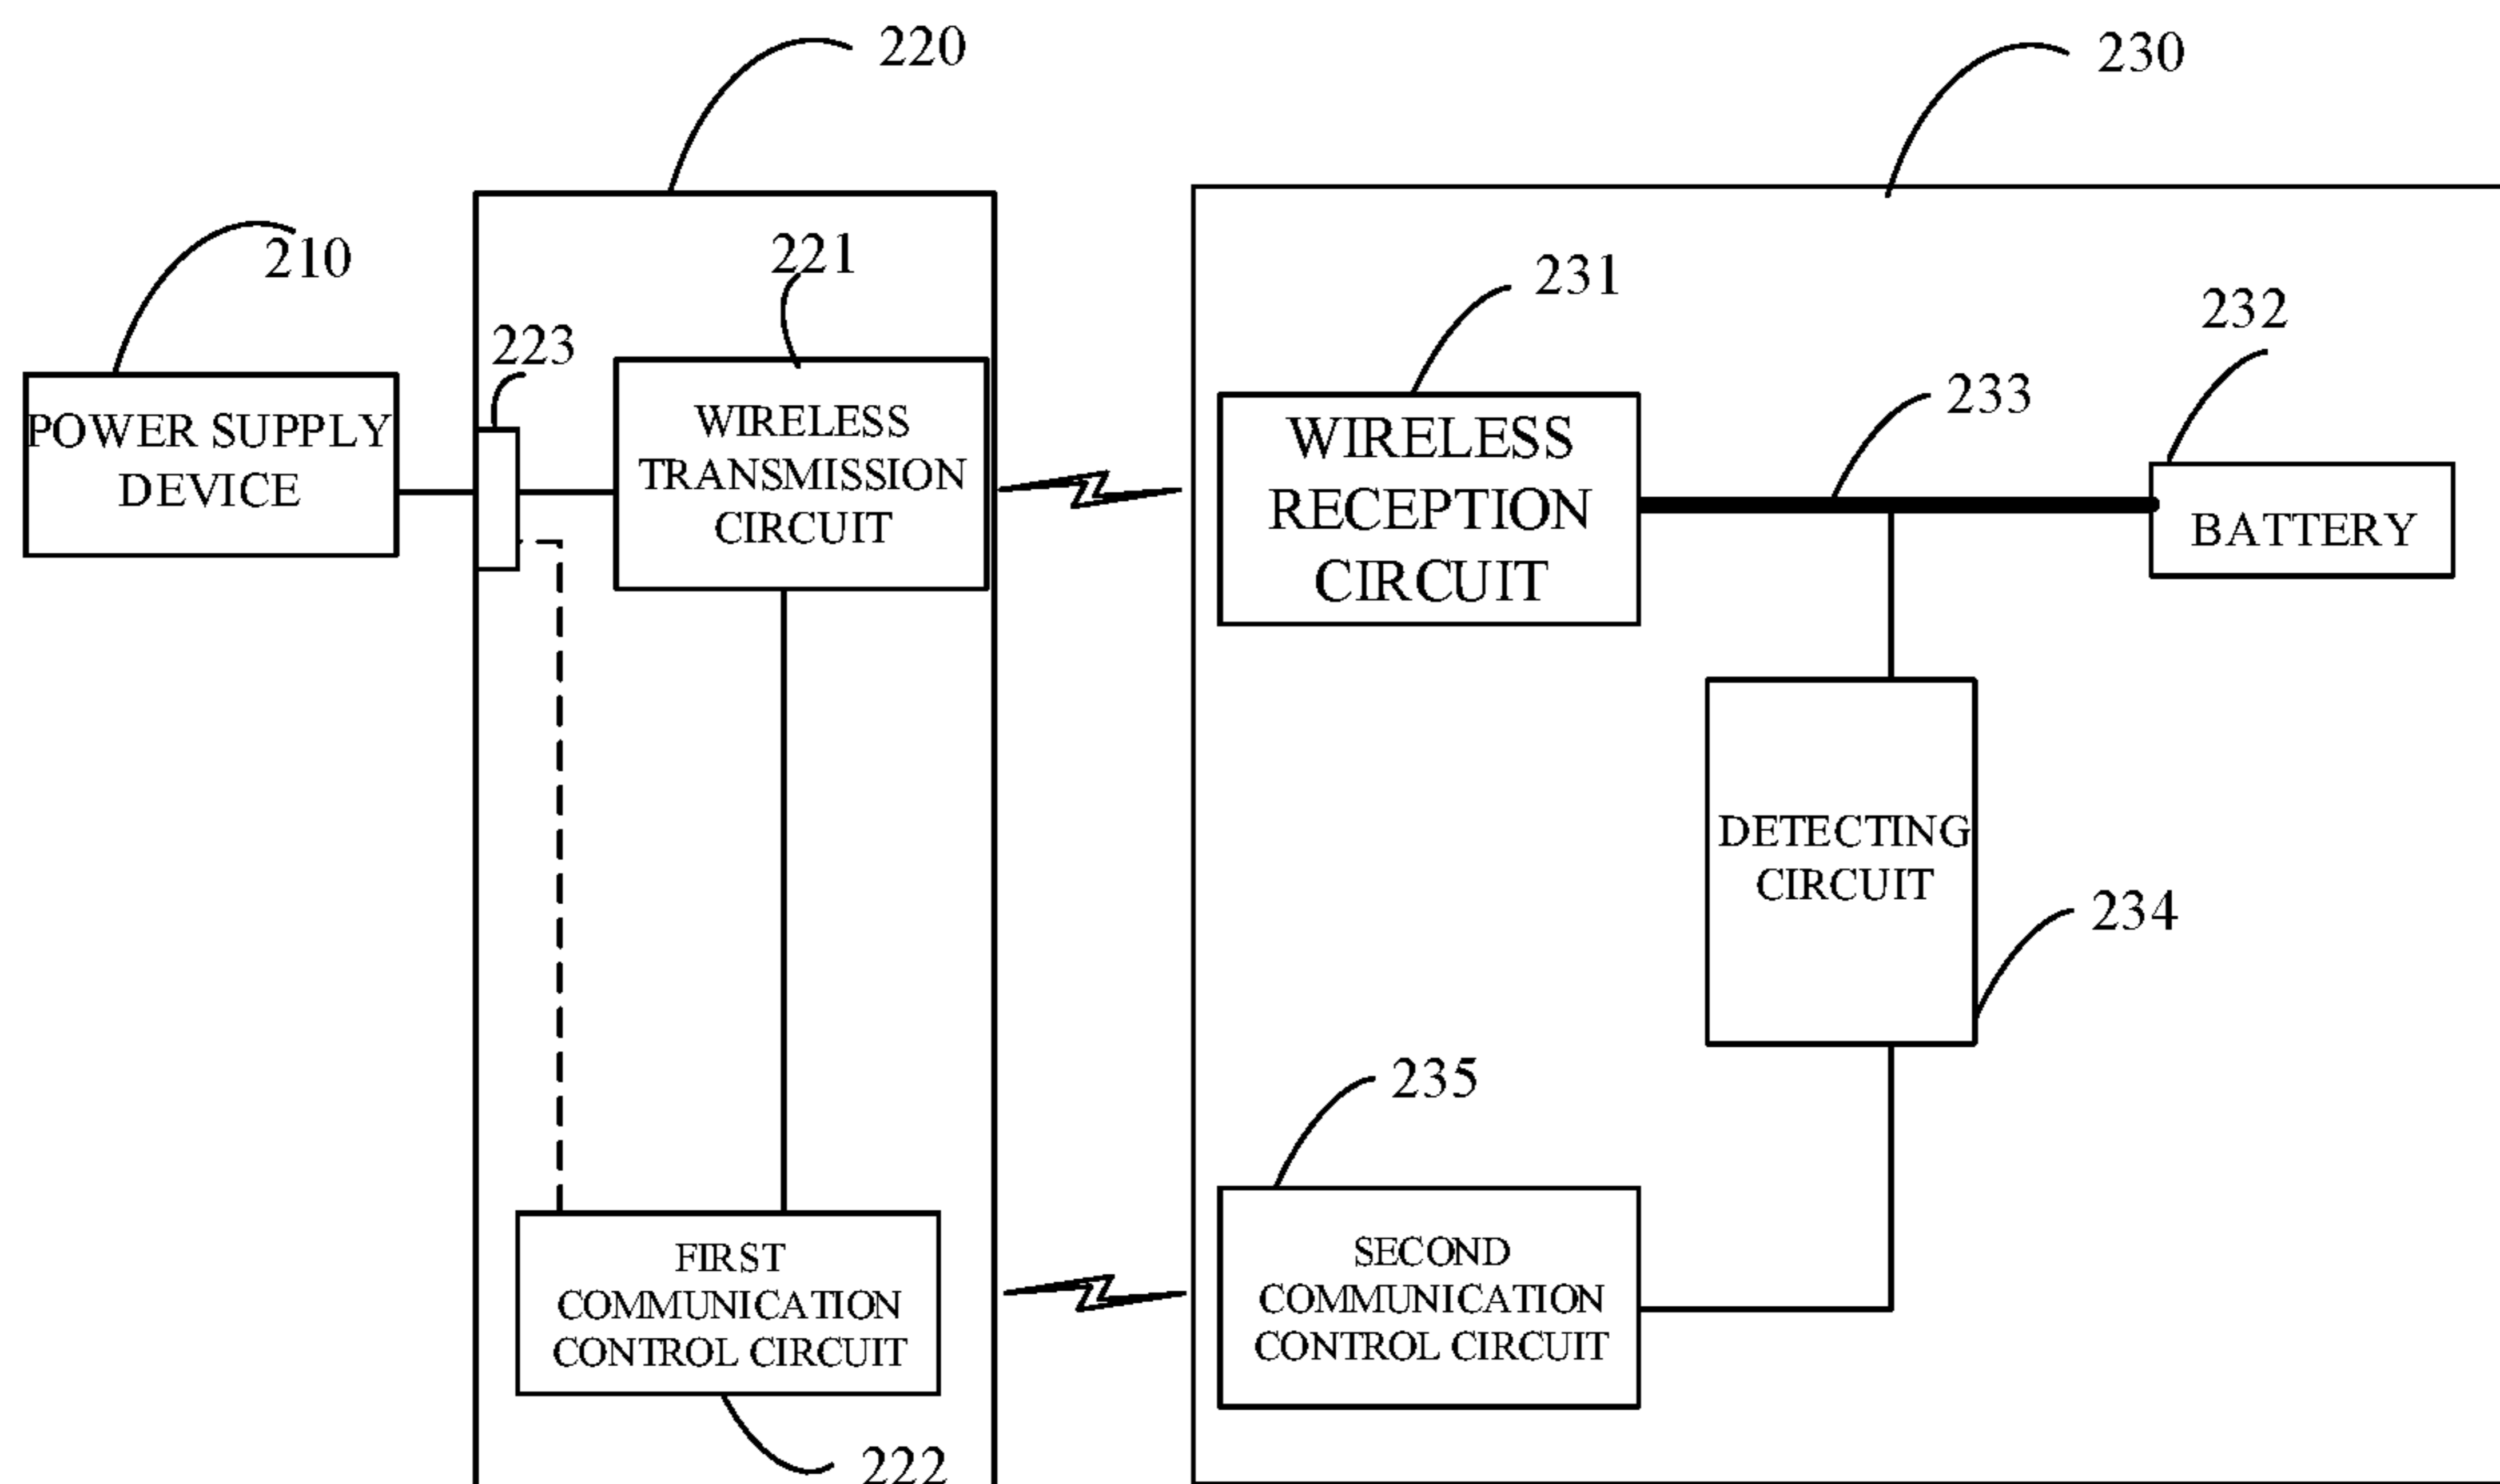 220
230
210
221
231
223
232
233
POWER SUPPLY
DEVICE
WIRELESS
TRANSMISSION
CIRCUIT
WIRELESS
RECEPTION
CIRCUIT
BATTERY
DETECTING
CIRCUIT
234
235
FIRST
COMMUNICATION
CONTROL CIRCUIT
SECOND
COMMUNICATION
CONTROL CIRCUIT
222